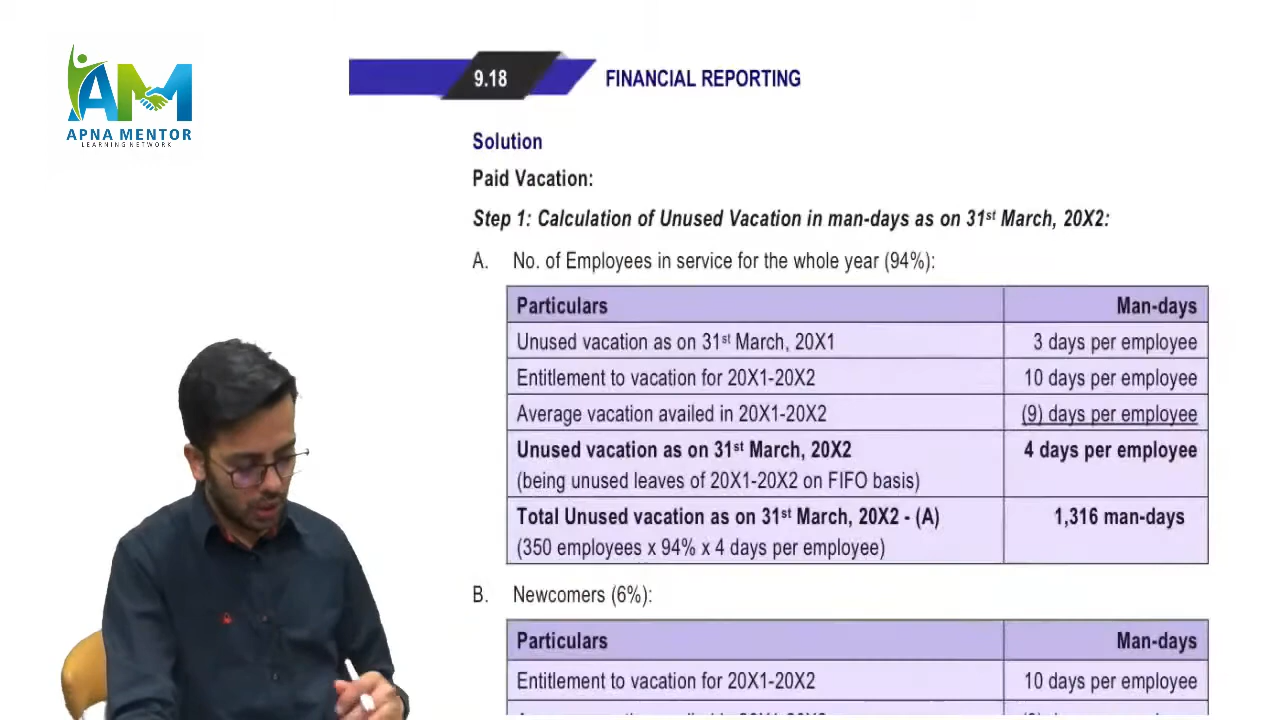 AM
APNA MENTOR
LEARNING NETWORK
9.18 FINANCIAL REPORTING
Solution
Paid Vacation:
Step 1: Calculation of Unused Vacation in man-days as on 31st March, 20X2:
A. No. of Employees in service for the whole year (94%):
Particulars Man-days
Unused vacation as on 31st March, 20X1 3 days per employee
Entitlement to vacation for 20X1-20X2 10 days per employee
Average vacation availed in 20X1-20X2 (9) days per employee
Unused vacation as on 31st March, 20X2 4 days per employee
(being unused leaves of 20X1-20X2 on FIFO basis)
Total Unused vacation as on 31st March, 20X2 - (A) 1,316 man-days
(350 employees x 94% x 4 days per employee)
B. Newcomers (6%):
Particulars Man-days
Entitlement to vacation for 20X1-20X2 10 days per employee